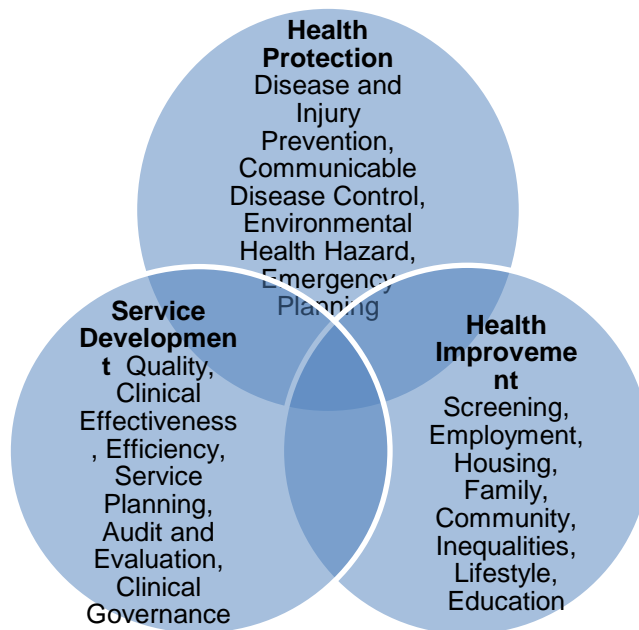 Health
Protection
Disease and
Injury
Prevention,
Communicable
Disease Control,
Environmental
Health Hazard,
Emergency
Planning
Service
Developmen
t Quality,
Clinical
Effectiveness
, Efficiency,
Service
Planning,
Audit and
Evaluation,
Clinical
Governance
Health
Improveme
nt
Screening,
Employment,
Housing,
Family,
Community,
Inequalities,
Lifestyle,
Education